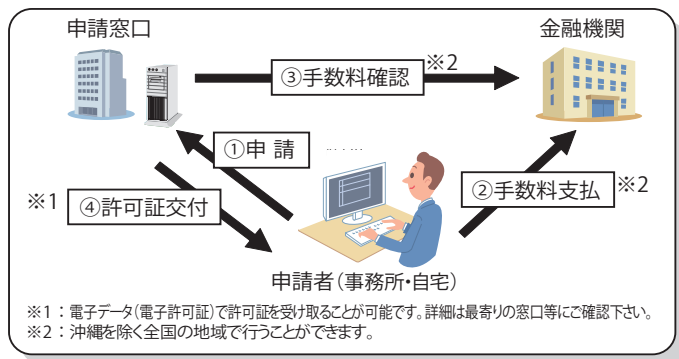 申請窓口
金融機関
③手数料確認
※2
①申 請
※1
④許可証交付
②手数料支払
※2
申請者（事務所・自宅）
※1：電子データ（電子許可証）で許可証を受け取ることが可能です。詳細は最寄りの窓口等にご確認下さい。
※2：沖縄を除く全国の地域で行うことができます。